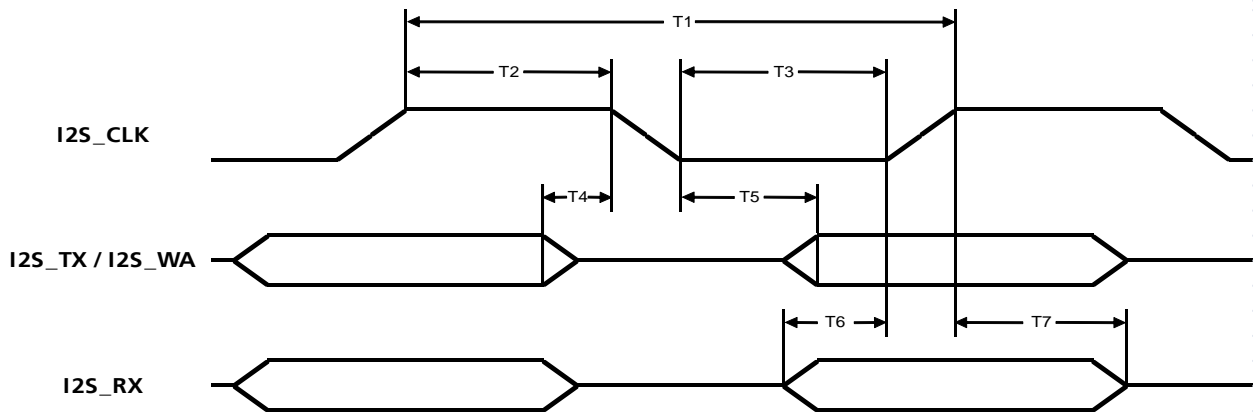 T1
T2
T3
I2S_CLK
T4
T5
I2S_TX / I2S_WA
T6
T7
I2S_RX